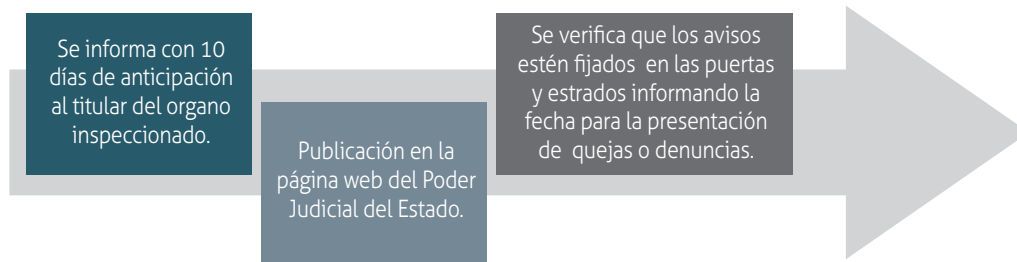 Se informa con 10
días de anticipación
al titular del organo
inspeccionado.
Publicación en la
página web del Poder
Judicial del Estado.
Se verifica que los avisos
estén fijados en las puertas
y estrados informando la
fecha para la presentación
de quejas o denuncias.